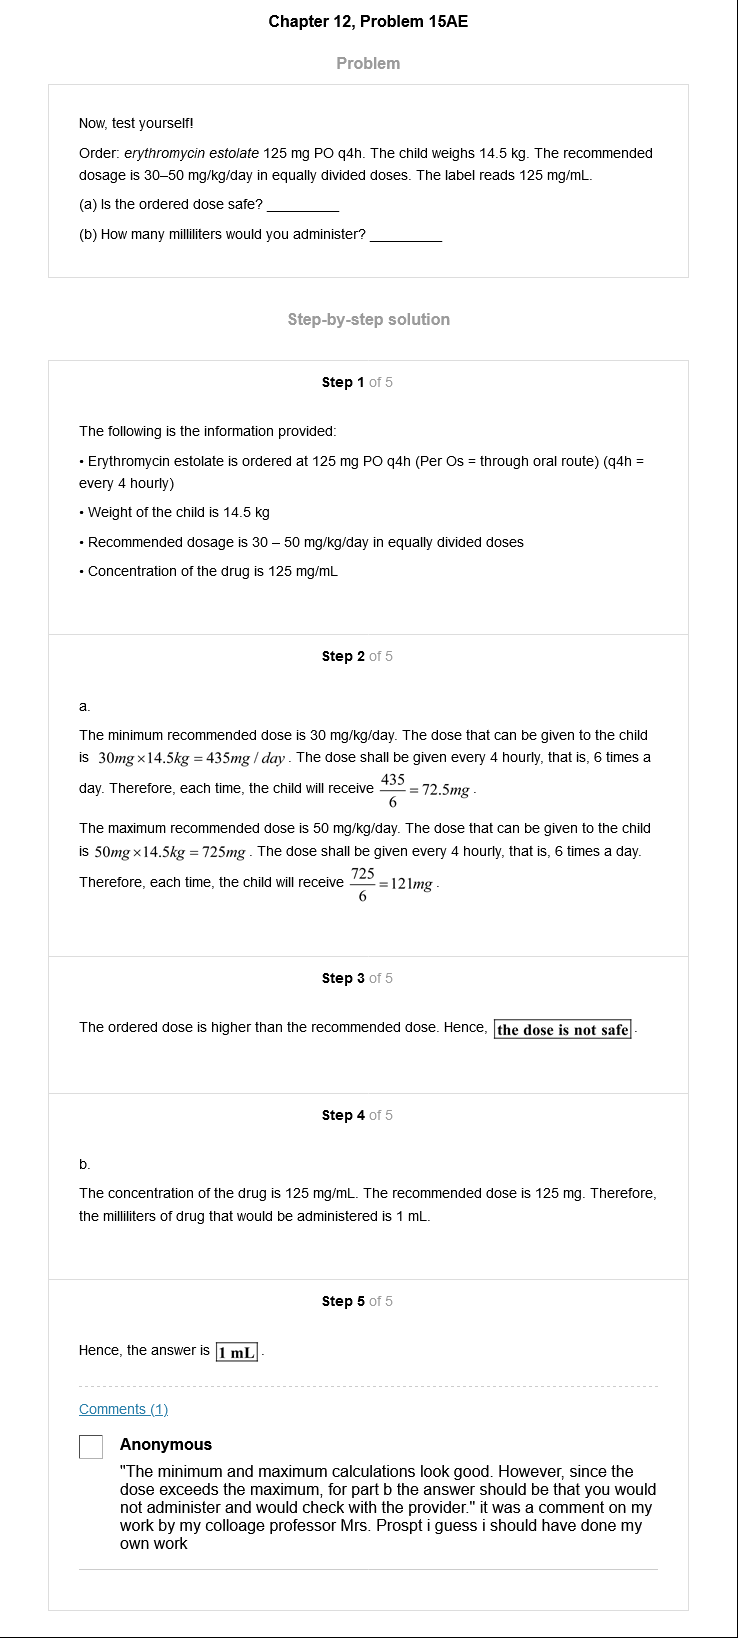 Chapter 12, Problem 15AE
Problem
Now, test yourself!
Order: erythromycin estolate 125 mg PO q4h. The child weighs 14.5 kg. The recommended
dosage is 30–50 mg/kg/day in equally divided doses. The label reads 125 mg/mL.
(a) Is the ordered dose safe? _________
(b) How many milliliters would you administer? _________
Step-by-step solution
Step 1 of 5
The following is the information provided:
• Erythromycin estolate is ordered at 125 mg PO q4h (Per Os = through oral route) (q4h =
every 4 hourly)
• Weight of the child is 14.5 kg
• Recommended dosage is 30 – 50 mg/kg/day in equally divided doses
• Concentration of the drug is 125 mg/mL
Step 2 of 5
a.
The minimum recommended dose is 30 mg/kg/day. The dose that can be given to the child
is 30mg×14.5kg = 435mg / day . The dose shall be given every 4 hourly, that is, 6 times a
day. Therefore, each time, the child will receive 435/6 = 72.5mg .
The maximum recommended dose is 50 mg/kg/day. The dose that can be given to the child
is 50mg×14.5kg = 725mg . The dose shall be given every 4 hourly, that is, 6 times a day.
Therefore, each time, the child will receive 725/6 = 121mg .
Step 3 of 5
The ordered dose is higher than the recommended dose. Hence, the dose is not safe .
Step 4 of 5
b.
The concentration of the drug is 125 mg/mL. The recommended dose is 125 mg. Therefore,
the milliliters of drug that would be administered is 1 mL.
Step 5 of 5
Hence, the answer is 1 mL .
Comments (1)
Anonymous
"The minimum and maximum calculations look good. However, since the
dose exceeds the maximum, for part b the answer should be that you would
not administer and would check with the provider." it was a comment on my
work by my colloage professor Mrs. Prospt i guess i should have done my
own work